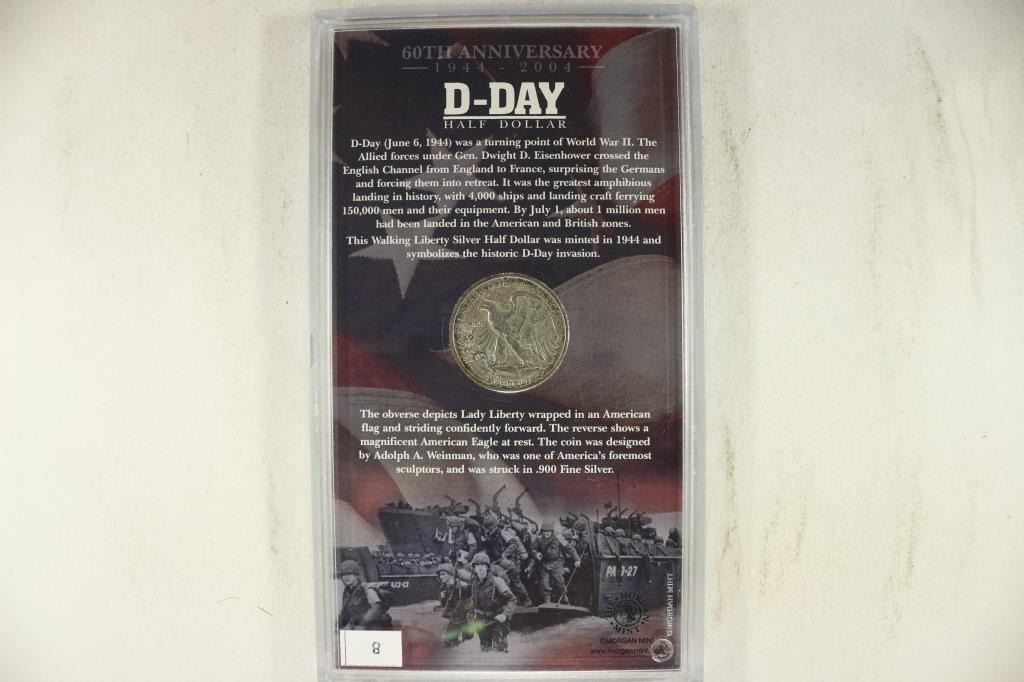 60TH ANNIVERSARY
1944 - 2004
D-DAY
HALF DOLLAR
D-Day (June 6, 1944) was a turning point of World War II. The
Allied forces under Gen. Dwight D. Eisenhower crossed the
English Channel from England to France, surprising the Germans
and forcing them into retreat. It was the greatest amphibious
landing in history, with 4,000 ships and landing craft ferrying
150,000 men and their equipment. By July 1, about 1 million men
had been landed in the American and British zones.
This Walking Liberty Silver Half Dollar was minted in 1944 and
symbolizes the historic D-Day invasion.
The obverse depicts Lady Liberty wrapped in an American
flag and striding confidently forward. The reverse shows a
magnificent American Eagle at rest. The coin was designed
by Adolph A. Weinman, who was one of America's foremost
sculptors, and was struck in .900 Fine Silver.
MORGAN
MINT
©MORGAN MINT
©MORGAN MINT
8